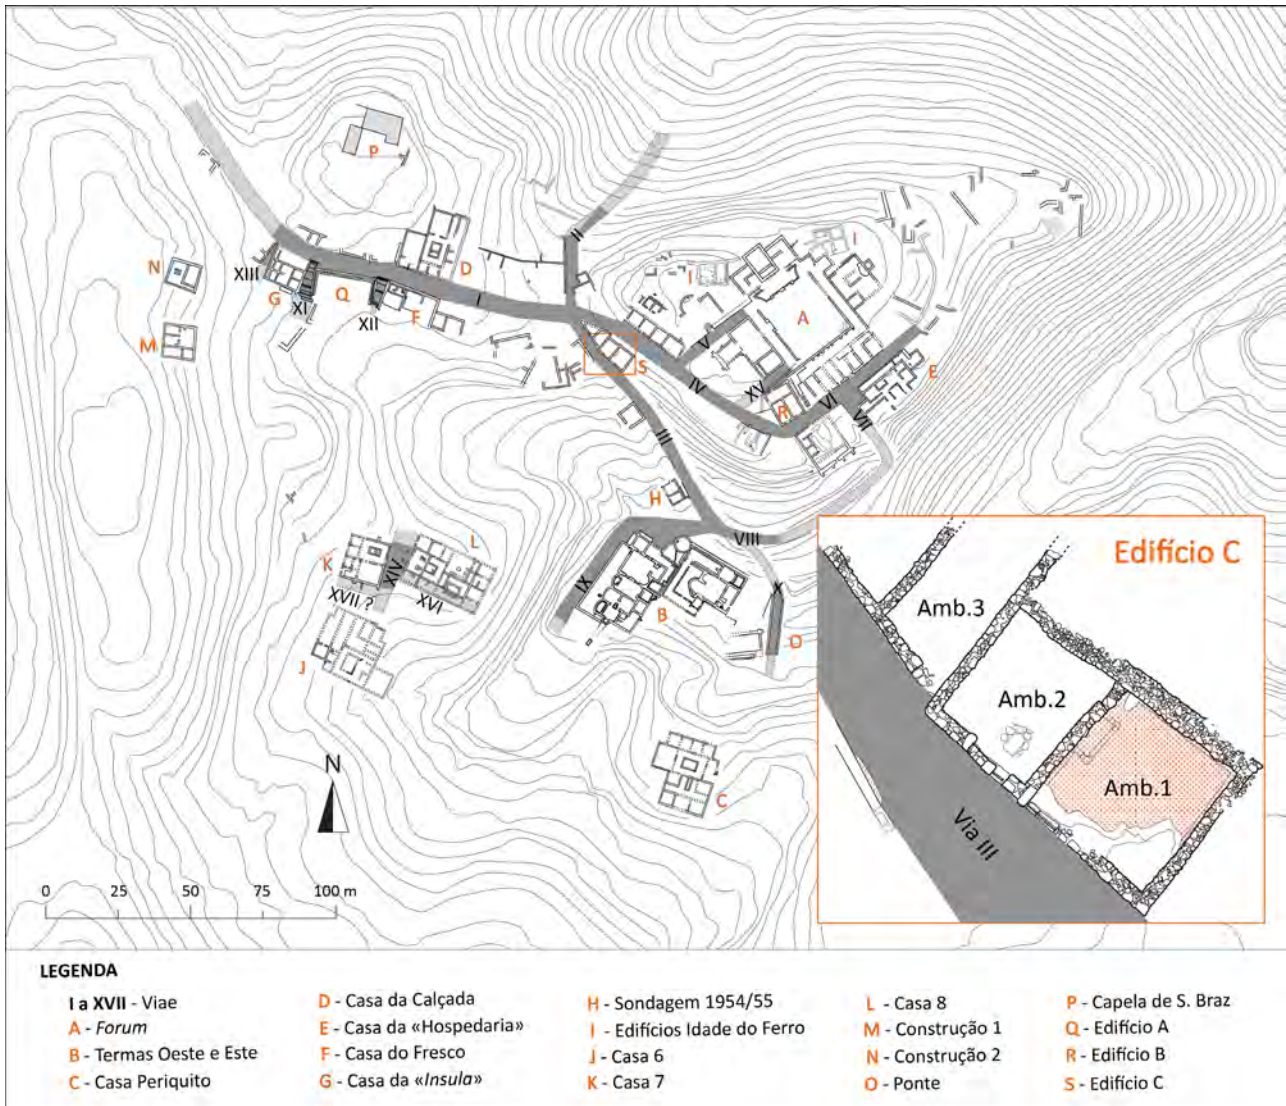 P
II
N
XIII
D
I
I
G
XI
Q
XII
F
I
A
M
S
V
E
IV
XV
R
VI
VII
III
H
L
VIII
K
XIV
IX
X
XVII ?
XVI
B
O
J
C
N
0 25 50 75 100 m
Edifício C
Amb.3
Amb.2
Amb.1
Via III
LEGENDA
I a XVII - Viae
A - Forum
B - Termas Oeste e Este
C - Casa Periquito
D - Casa da Calçada
E - Casa da «Hospedaria»
F - Casa do Fresco
G - Casa da «Insula»
H - Sondagem 1954/55
I - Edifícios Idade do Ferro
J - Casa 6
K - Casa 7
L - Casa 8
M - Construção 1
N - Construção 2
O - Ponte
P - Capela de S. Braz
Q - Edifício A
R - Edifício B
S - Edifício C